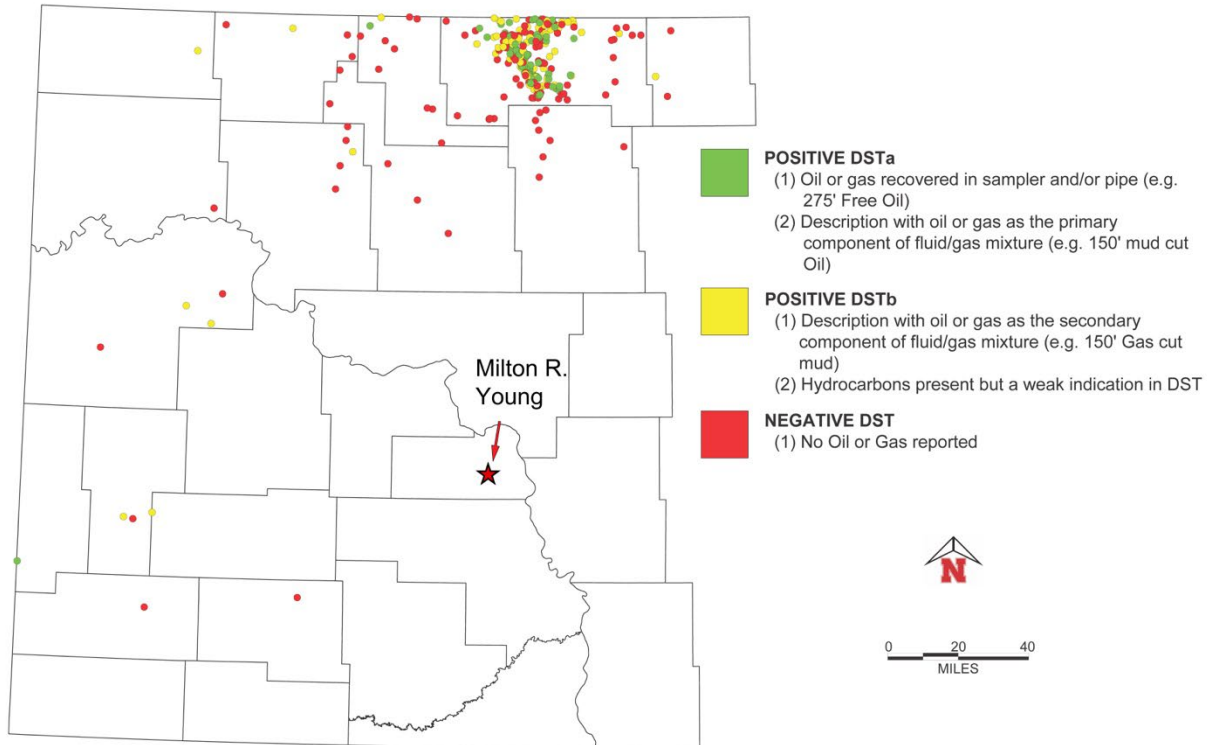 POSITIVE DSTa
(1) Oil or gas recovered in sampler and/or pipe (e.g.
275' Free Oil)
(2) Description with oil or gas as the primary
component of fluid/gas mixture (e.g. 150' mud cut
Oil)
POSITIVE DSTb
(1) Description with oil or gas as the secondary
component of fluid/gas mixture (e.g. 150' Gas cut
mud)
(2) Hydrocarbons present but a weak indication in DST
NEGATIVE DST
(1) No Oil or Gas reported
Milton R.
Young
N
0 20 40
MILES